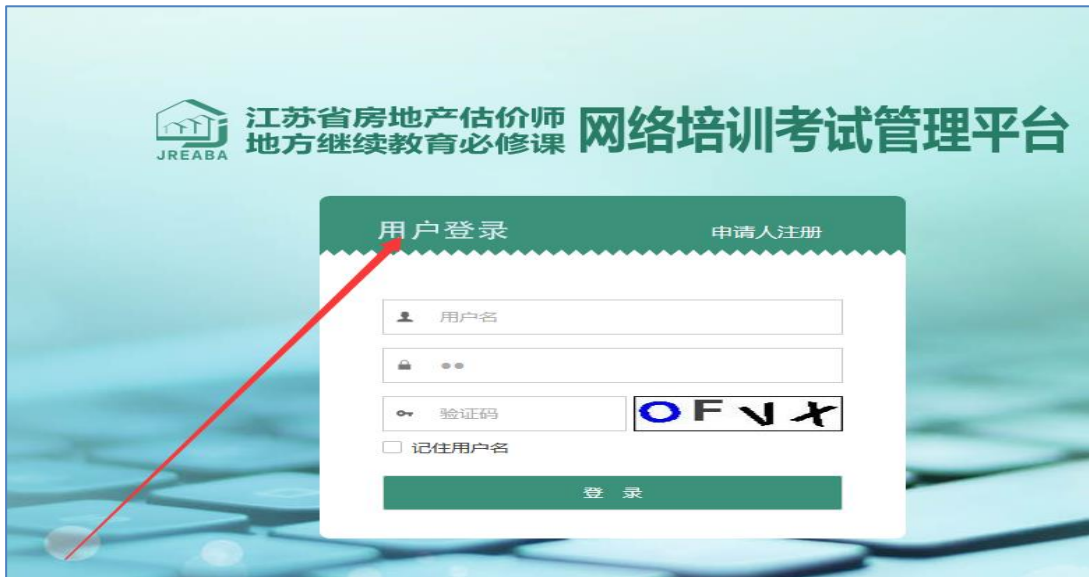 江苏省房地产估价师
地方继续教育必修课
网络培训考试管理平台
JREABA
用户登录
申请人注册
用户名
验证码
OFVX
记住用户名
登 录